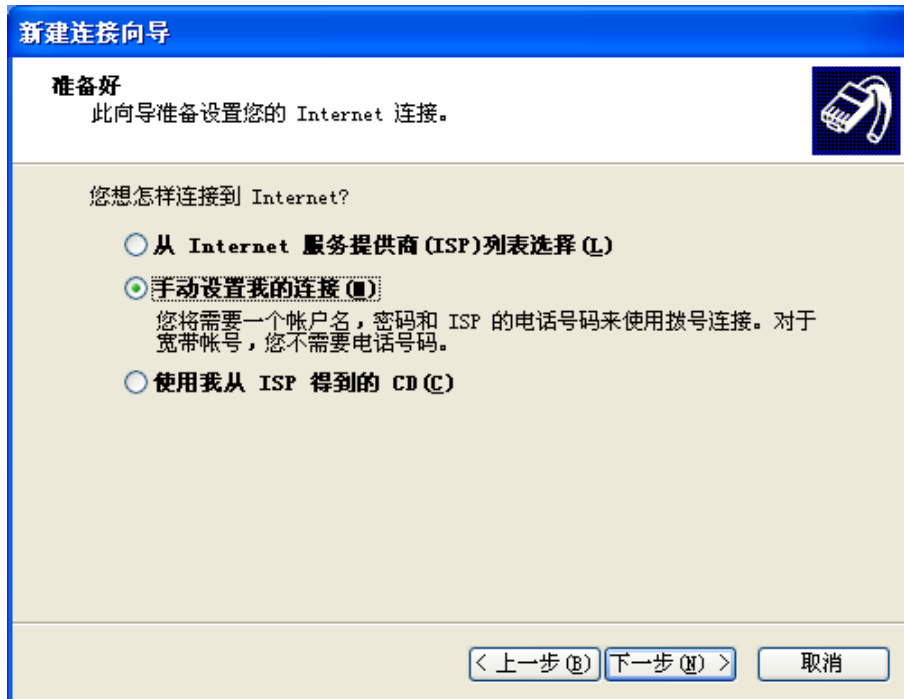 新建连接向导
准备好
此向导准备设置您的 Internet 连接。
您想怎样连接到 Internet?
从 Internet 服务提供商(ISP)列表选择(L)
手动设置我的连接(M)
您将需要一个帐户名，密码和 ISP 的电话号码来使用拨号连接。对于
宽带帐号，您不需要电话号码。
使用我从 ISP 得到的 CD(C)
< 上一步(B)
下一步(N) >
取消